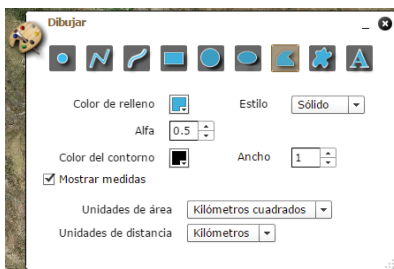 Dibujar
A
Color de relleno Estilo Sólido
Alfa 0.5
Color del contorno Ancho 1
Mostrar medidas
Unidades de área Kilómetros cuadrados
Unidades de distancia Kilómetros